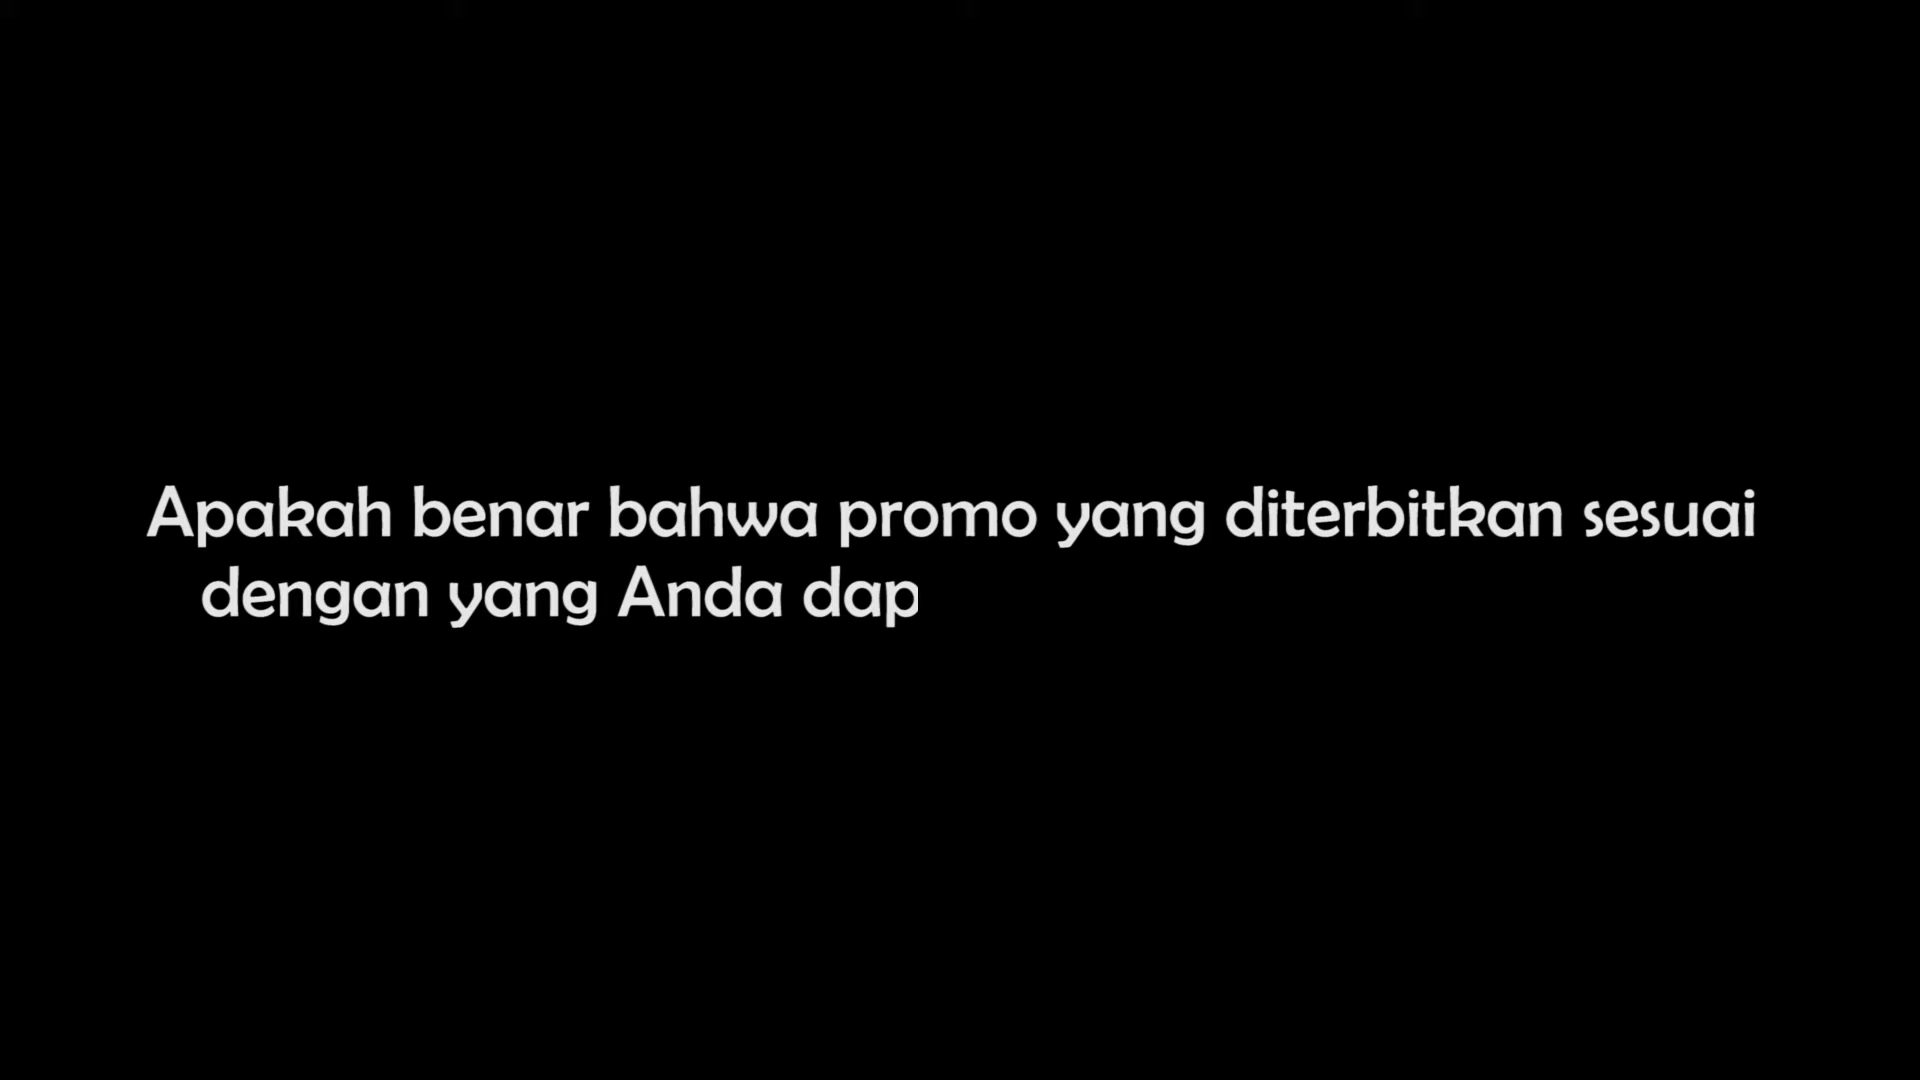 Apakah benar bahwa promo yang diterbitkan sesuai
dengan yang Anda dap